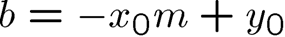 b = −x₀m + y₀